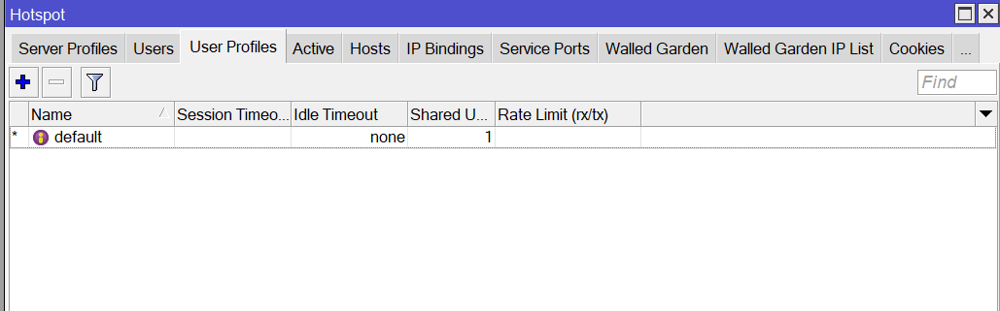 Hotspot
Server Profiles Users User Profiles Active Hosts IP Bindings Service Ports Walled Garden Walled Garden IP List Cookies ...
Find
Name Session Timeo... Idle Timeout Shared U... Rate Limit (rx/tx)
* default none 1